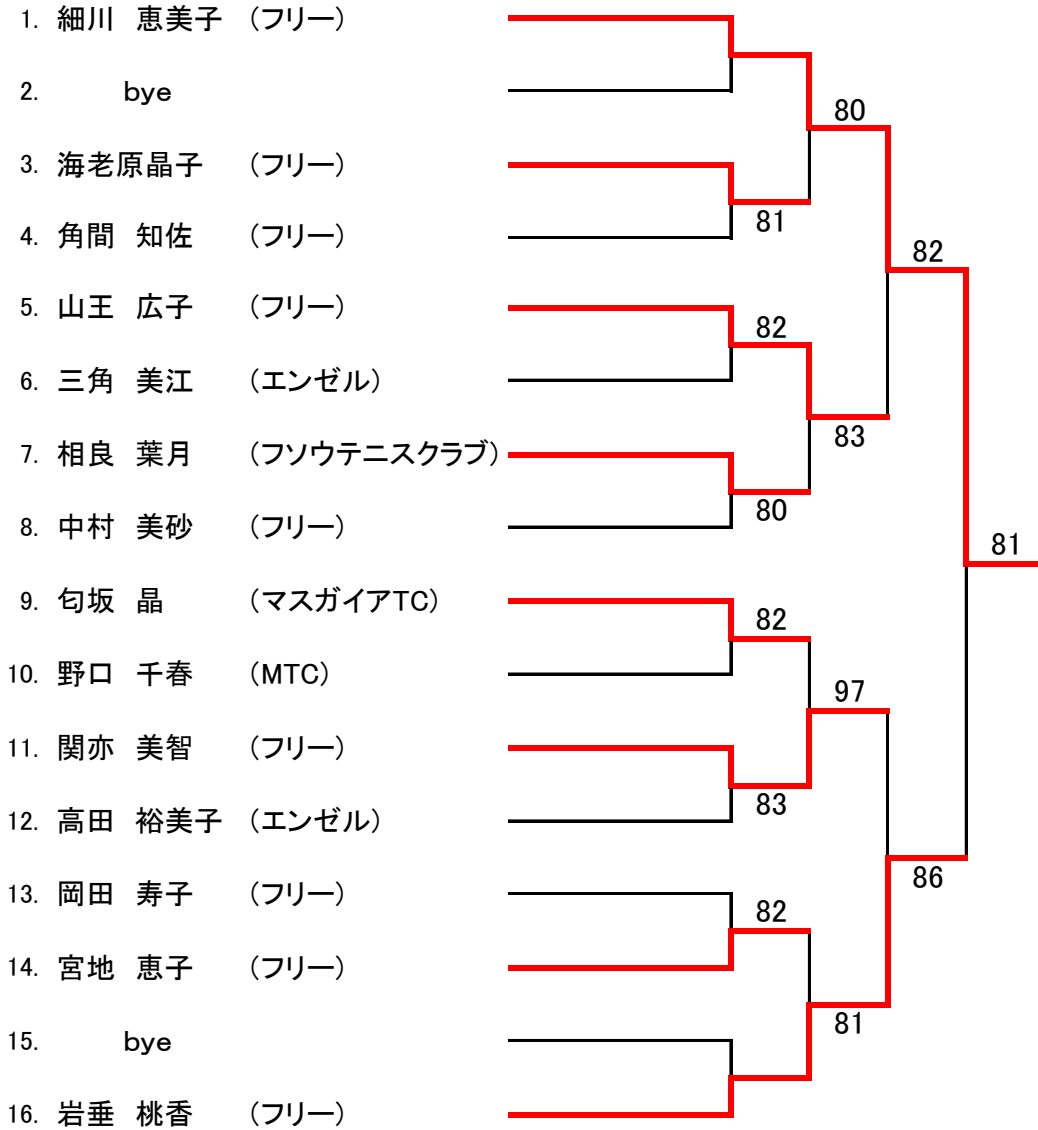 1. 細川 恵美子 (フリー)
2. bye
80
3. 海老原晶子 (フリー)
81
4. 角間 知佐 (フリー)
82
5. 山王 広子 (フリー)
82
6. 三角 美江 (エンゼル)
83
7. 相良 葉月 (フソウテニスクラブ)
80
8. 中村 美砂 (フリー)
81
9. 匂坂 晶 (マスガイアTC)
82
10. 野口 千春 (MTC)
97
11. 関亦 美智 (フリー)
83
12. 高田 裕美子 (エンゼル)
86
13. 岡田 寿子 (フリー)
82
14. 宮地 恵子 (フリー)
81
15. bye
16. 岩垂 桃香 (フリー)